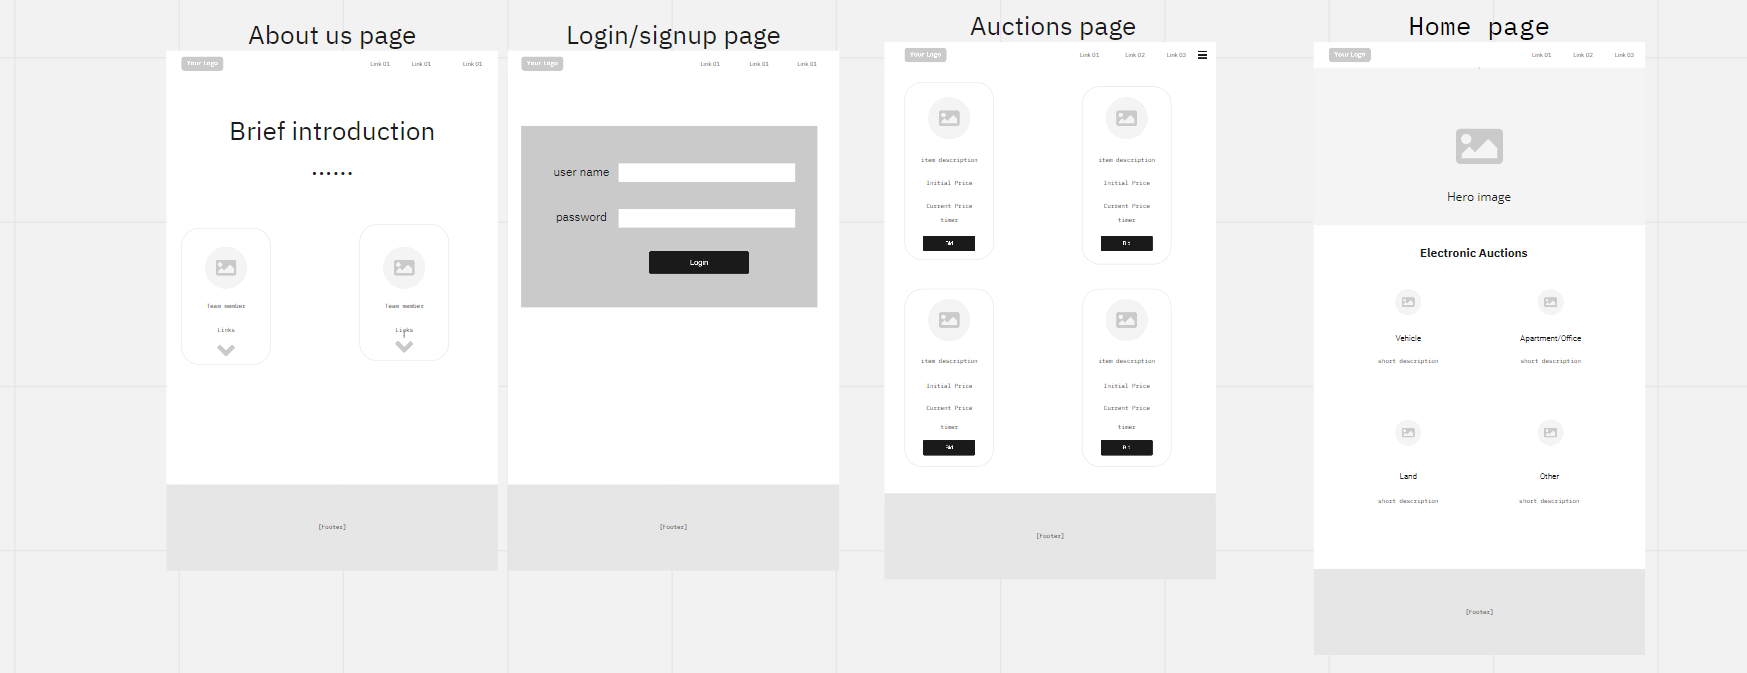 About us page
Your Logo
Link 01
Link 01
Link 01
Brief introduction
......
Team member
Links
Team member
Links
[Footer]
Login/signup page
Your Logo
Link 01
Link 01
Link 01
user name
password
Login
[Footer]
Auctions page
Your Logo
Link 01
Link 02
Link 03
item description
Initial Price
Current Price
timer
Bid
item description
Initial Price
Current Price
timer
Bid
item description
Initial Price
Current Price
timer
Bid
item description
Initial Price
Current Price
timer
Bid
[Footer]
Home page
Your Logo
Link 01
Link 02
Link 03
Hero image
Electronic Auctions
Vehicle
short description
Apartment/Office
short description
Land
short description
Other
short description
[Footer]